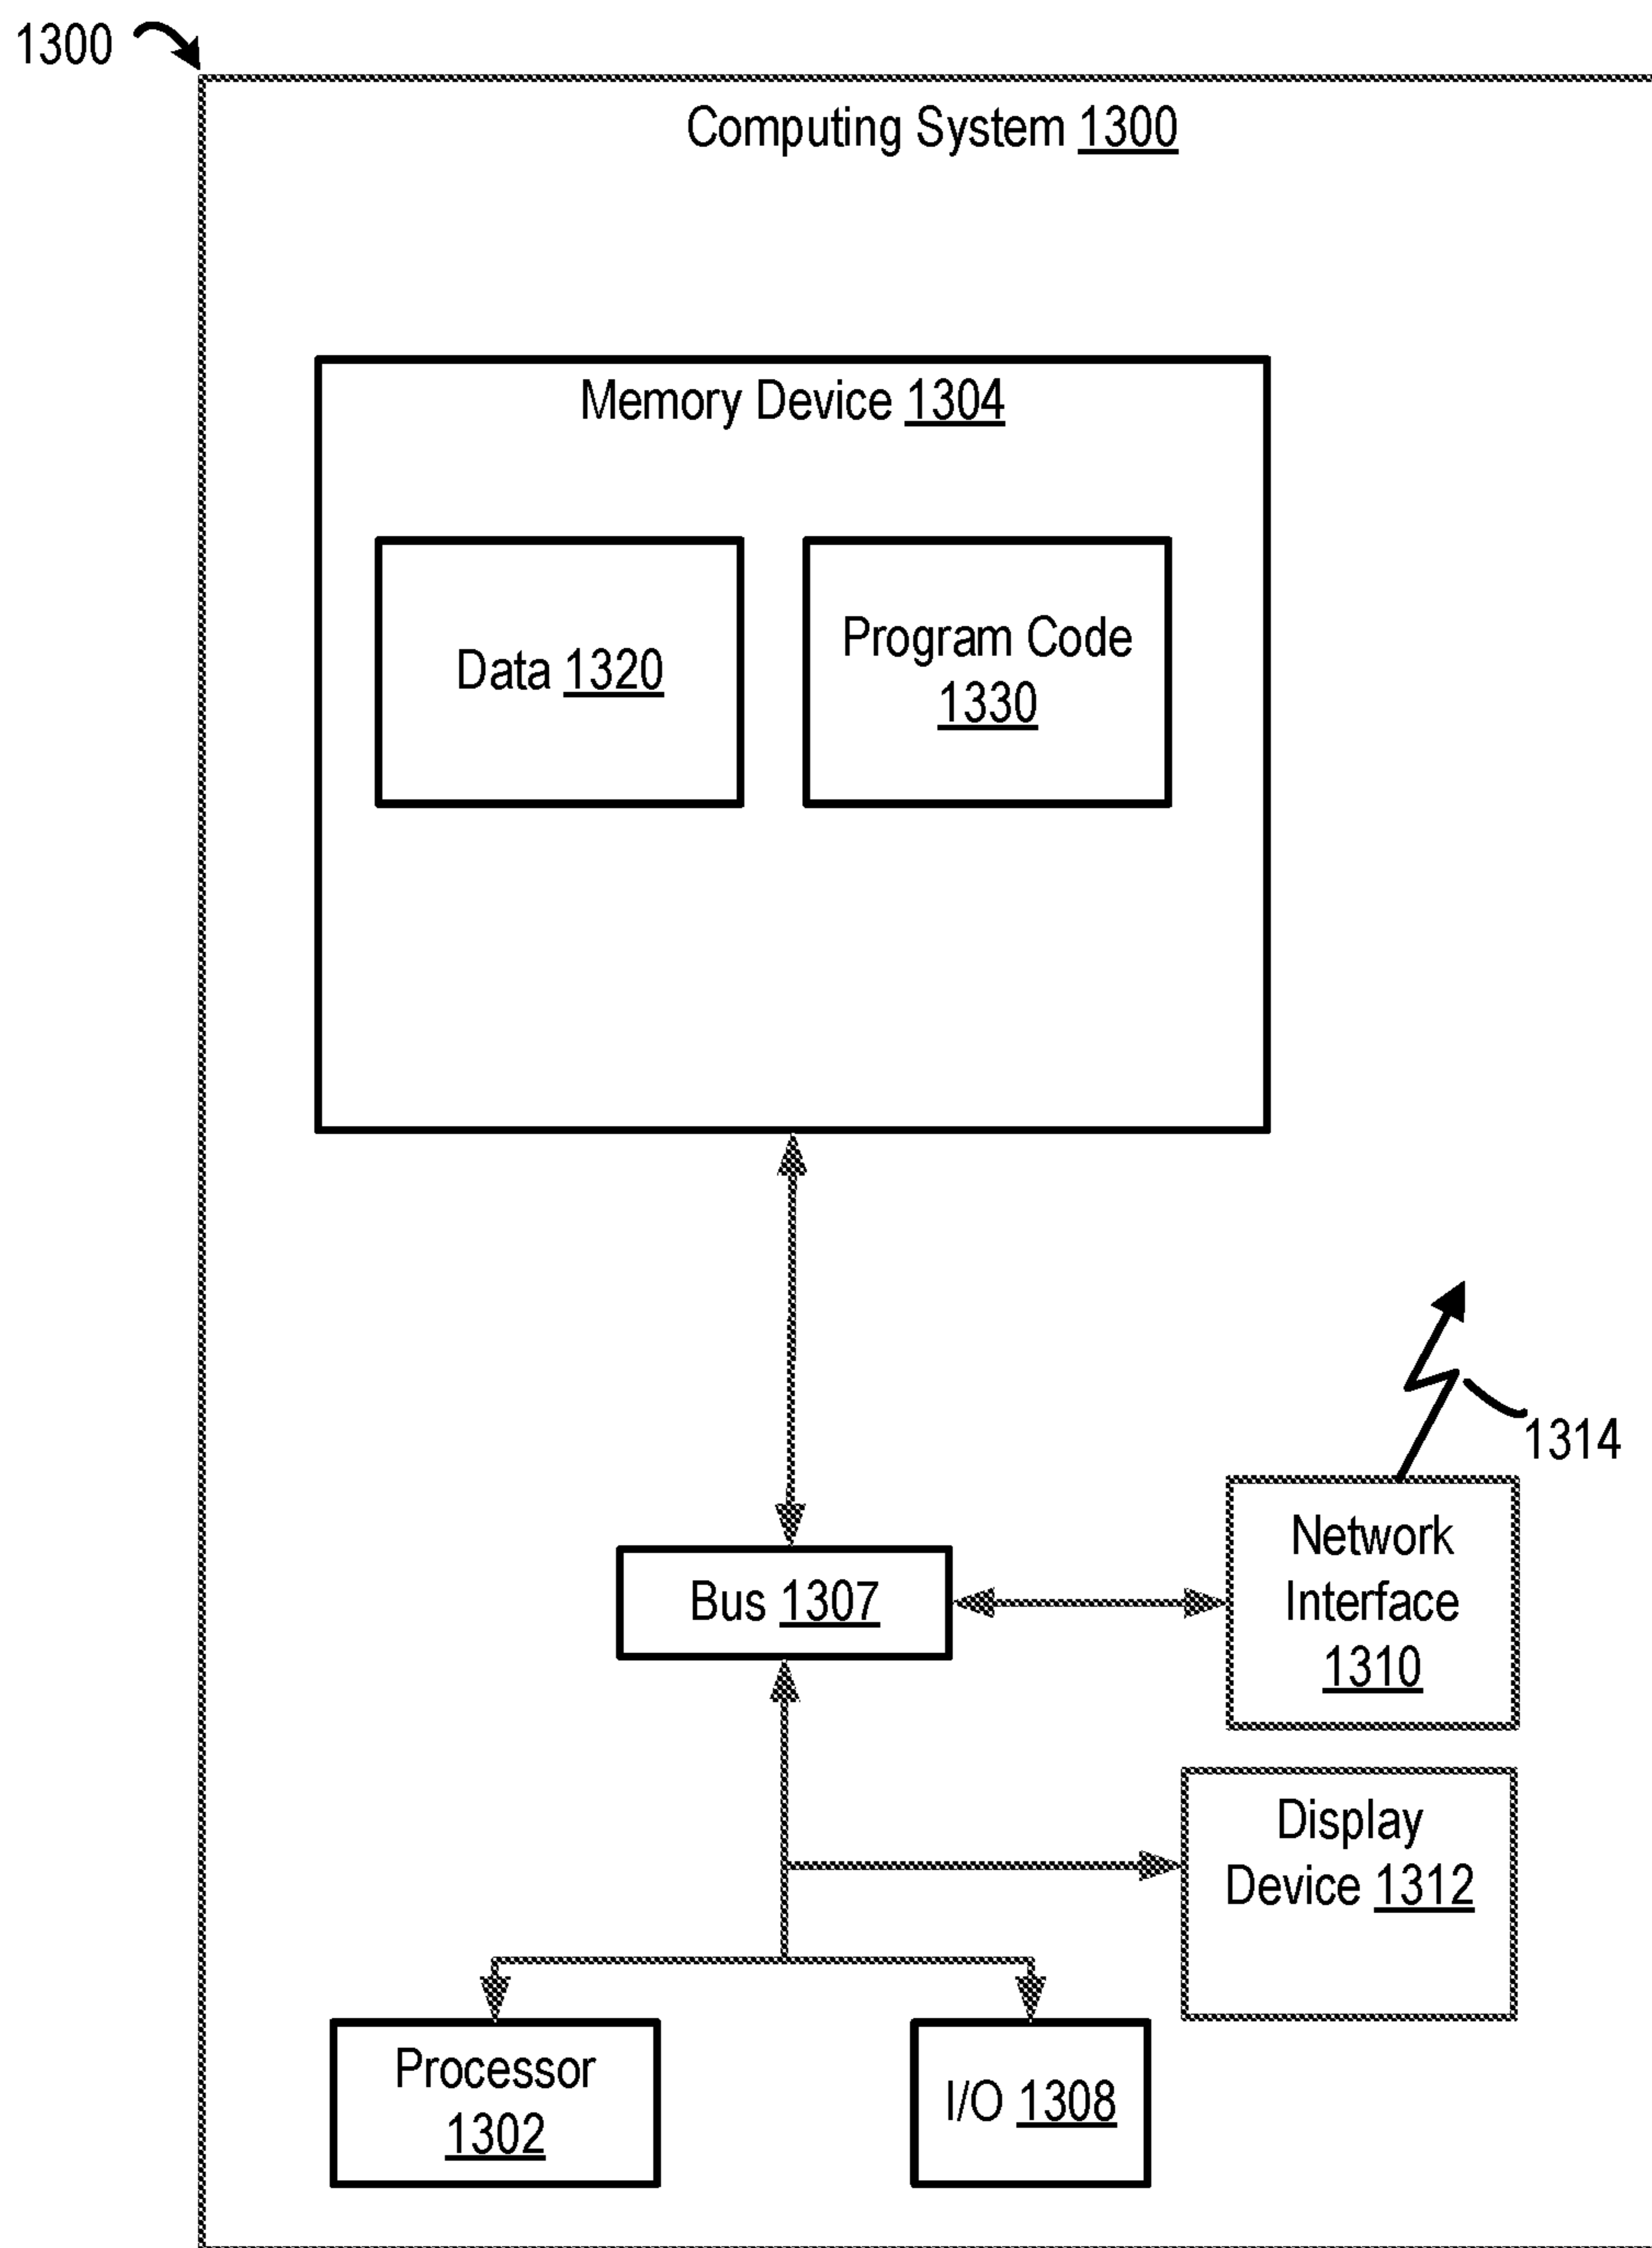 1300
Computing System 1300
Memory Device 1304
Data 1320
Program Code
1330
1314
Network
Interface
1310
Bus 1307
Display
Device 1312
Processor
1302
I/O 1308